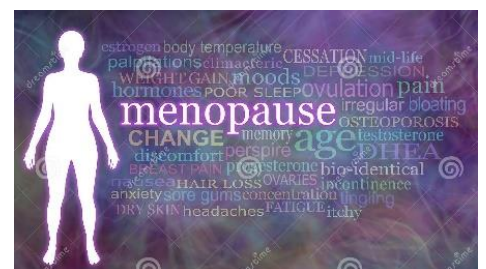 estrogen body temperature
palpitations climacteric CESSATION mid-life
WEIGHT GAIN moods DEPRESSION
hormones POOR SLEEP ovulation pain
menopause irregular bloating
OSTEOPOROSIS
CHANGE memory age testosterone
discomfort perspire DHEA
BREAST PAIN progesterone bio-identical
nausea HAIR LOSS OVARIES incontinence
anxiety sore gums concentration tingling
DRY SKIN headaches FATIGUE itchy